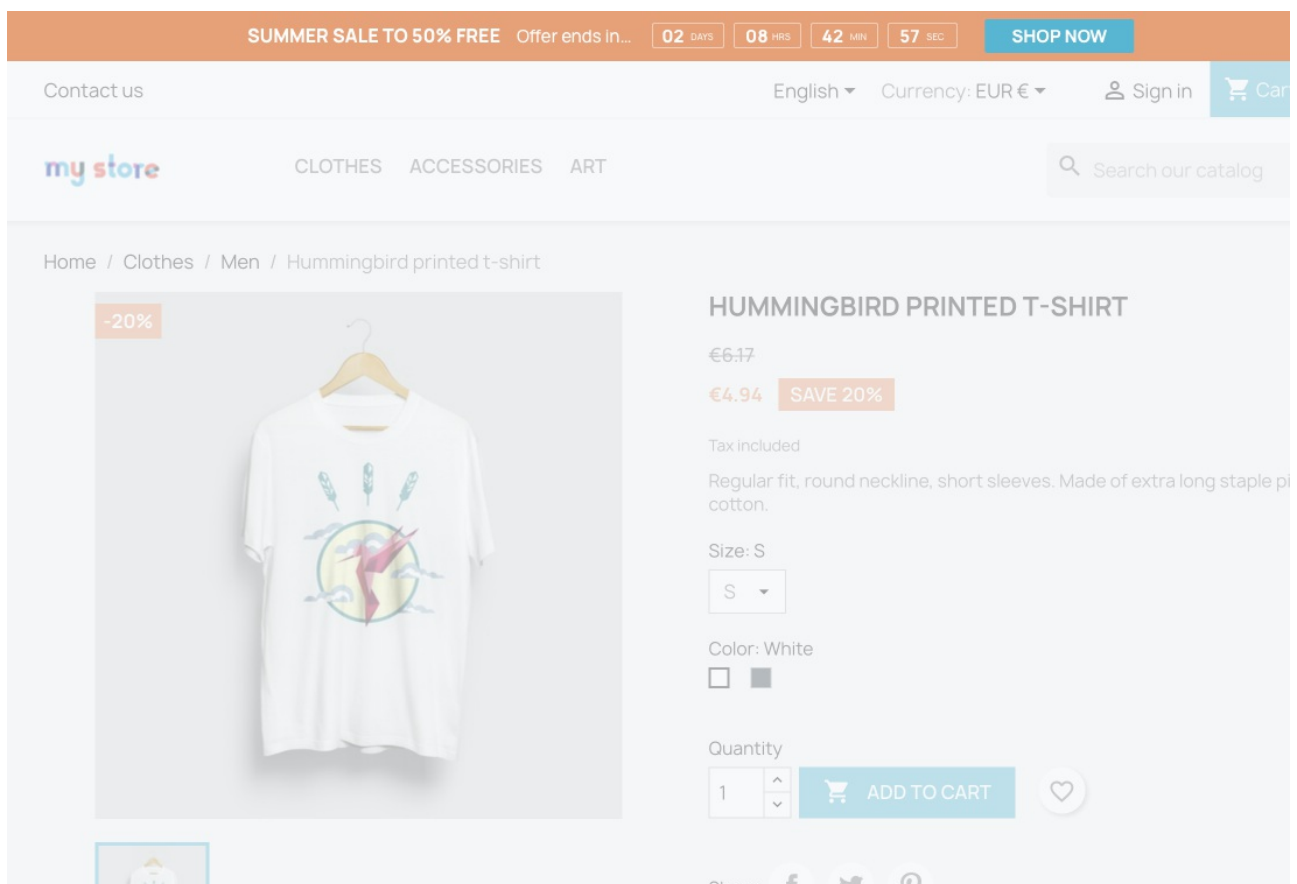 SUMMER SALE TO 50% FREE Offer ends in... 02 DAYS 08 HRS 42 MIN 57 SEC SHOP NOW
Contact us English Currency: EUR € Sign in
my store CLOTHES ACCESSORIES ART Search our catalog
Home / Clothes / Men / Hummingbird printed t-shirt
-20%
HUMMINGBIRD PRINTED T-SHIRT
€6.17
€4.94 SAVE 20%
Tax included
Regular fit, round neckline, short sleeves. Made of extra long staple
cotton.
Size: S
S
Color: White
Quantity
1 ADD TO CART